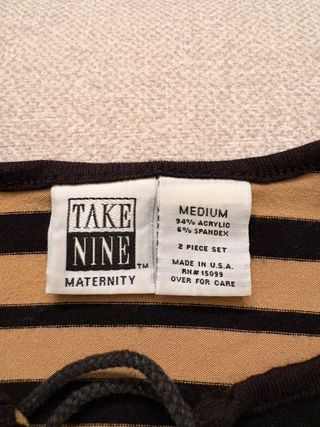 TAKE
NINE
TM
MATERNITY
MEDIUM
94% ACRYLIC
6% SPANDEX
2 PIECE SET
MADE IN U.S.A.
RN# 15099
OVER FOR CARE